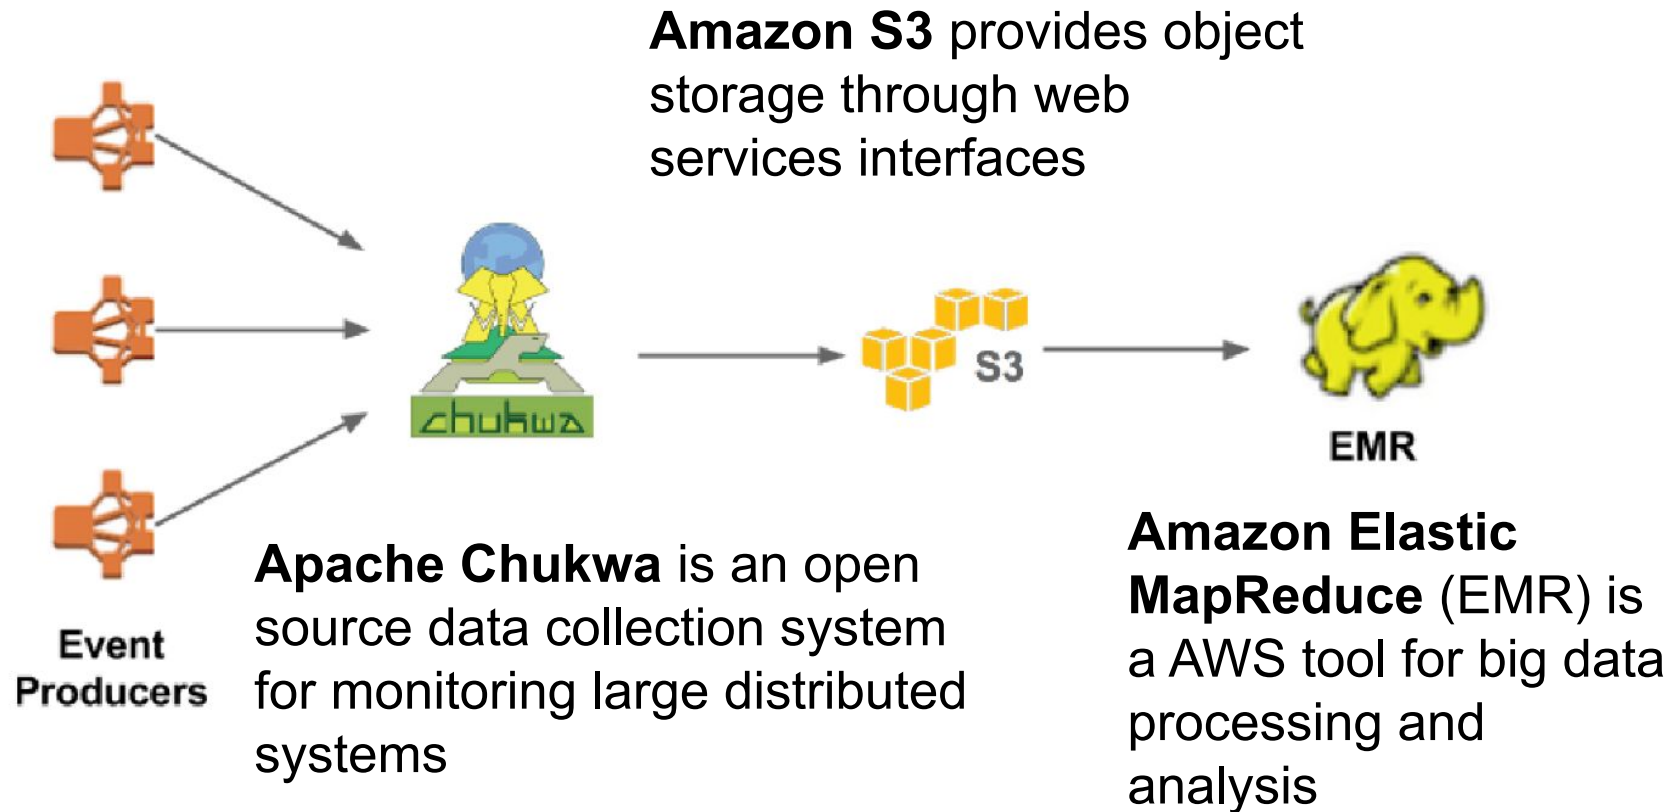 Amazon S3 provides object
storage through web
services interfaces
chukwa
S3
EMR
Event
Producers
Apache Chukwa is an open
source data collection system
for monitoring large distributed
systems
Amazon Elastic
MapReduce (EMR) is
a AWS tool for big data
processing and
analysis